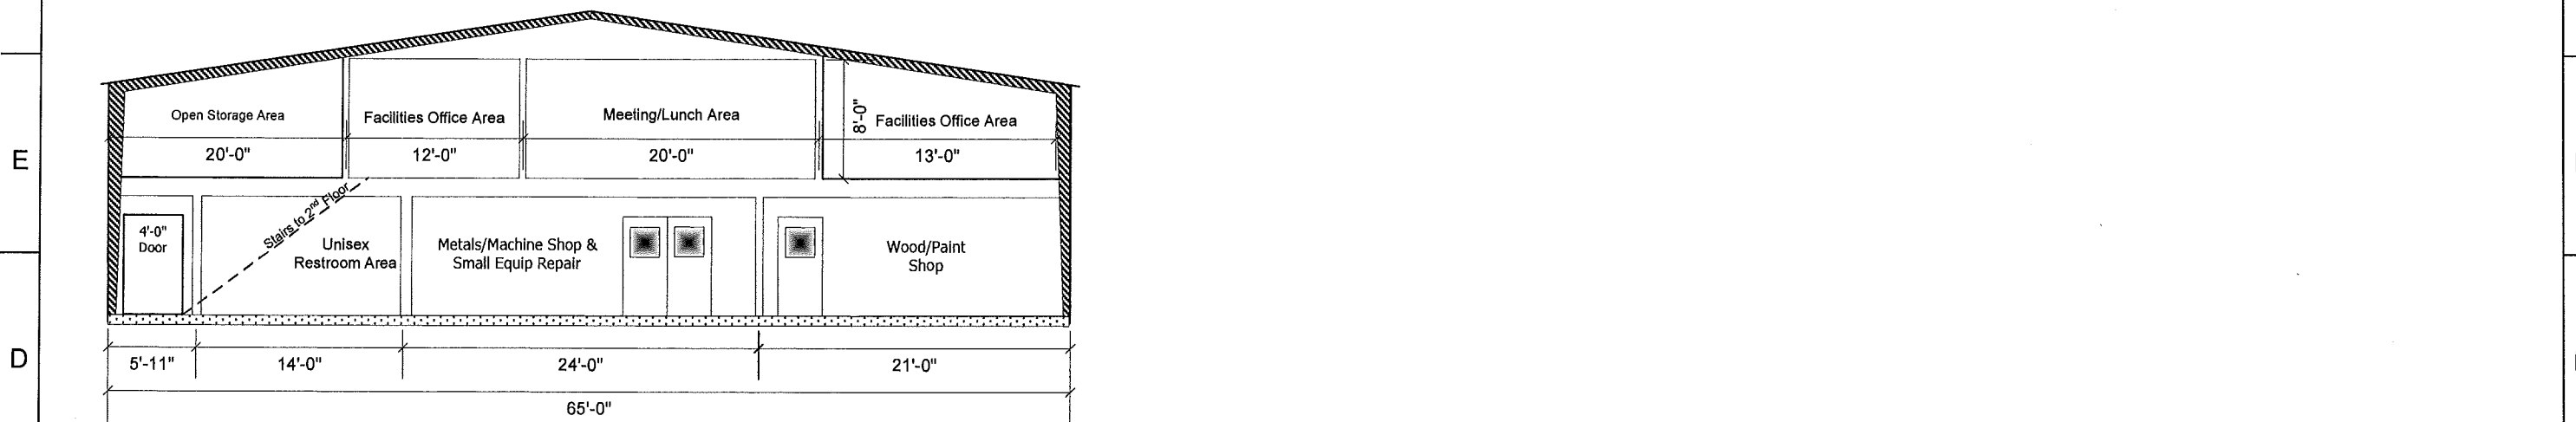 E
Open Storage Area
Facilities Office Area
Meeting/Lunch Area
8'-0"
Facilities Office Area
20'-0"
12'-0"
20'-0"
13'-0"
Stairs to 2nd Floor
4'-0"
Door
Unisex
Restroom Area
Metals/Machine Shop &
Small Equip Repair
Wood/Paint
Shop
D
5'-11"
14'-0"
24'-0"
21'-0"
65'-0"